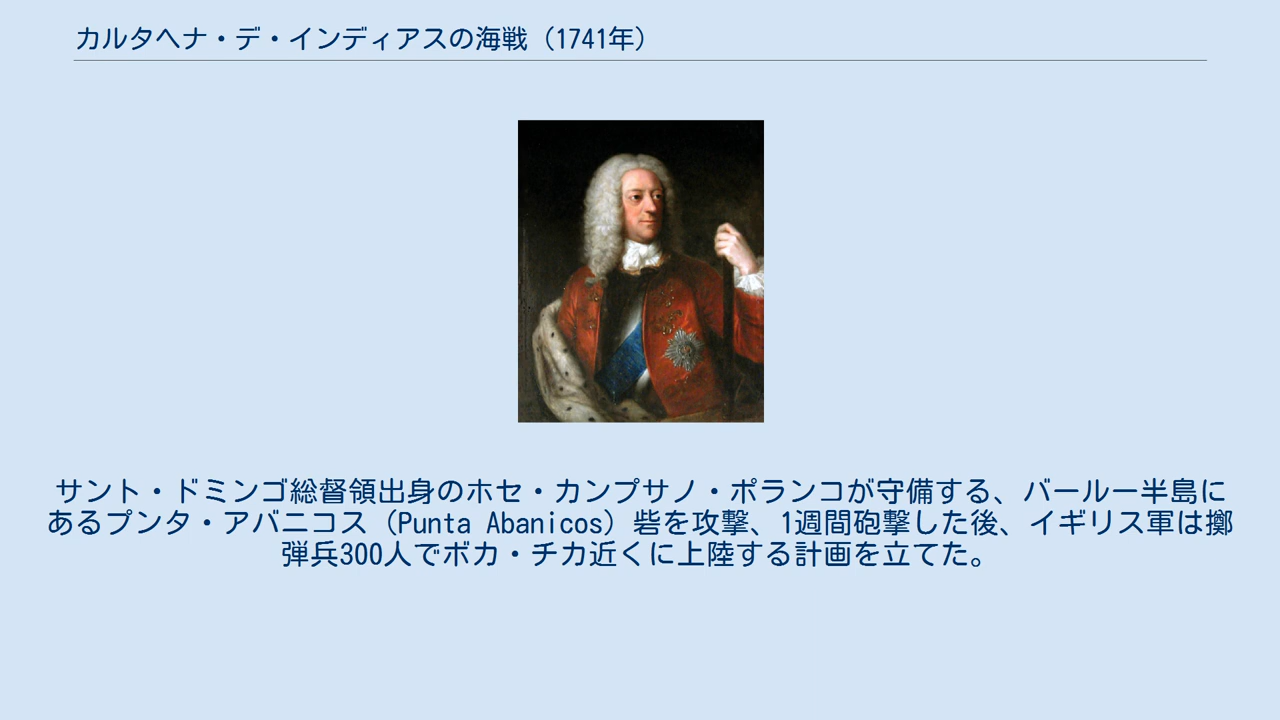 カルタヘナ・デ・インディアスの海戦（1741年）
サント・ドミンゴ総督領出身のホセ・カンプサノ・ポランコが守備する、バールー半島に
あるプンタ・アバニコス（Punta Abanicos）砦を攻撃、1週間砲撃した後、イギリス軍は擲
弾兵300人でボカ・チカ近くに上陸する計画を立てた。